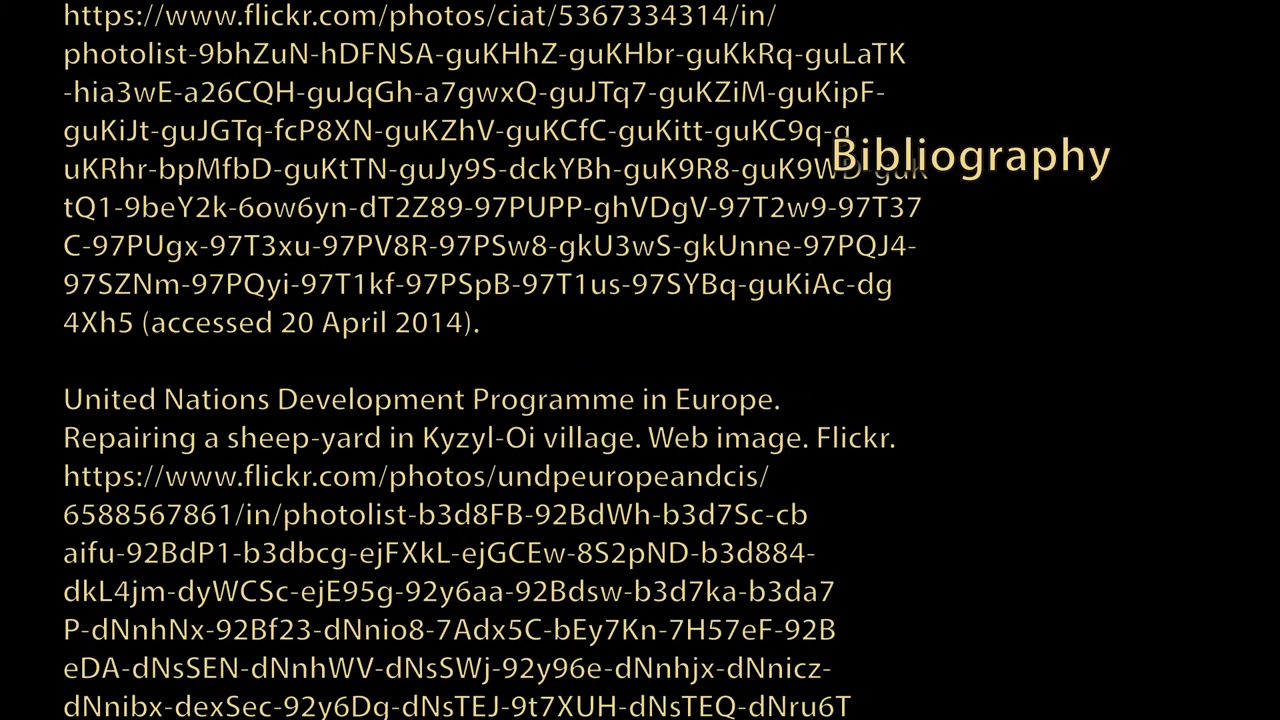 https://www.flickr.com/photos/ciat/5367334314/in/
photolist-9bhZuN-hDFNSA-guKHhZ-guKHbr-guKkRq-guLaTK
-hia3wE-a26CQH-guJqGh-a7gwxQ-guJTq7-guKZiM-guKipF-
guKiJt-guJGTq-fcP8XN-guKZhV-guKCfC-guKitt-guKC9q-g
Bibliography
uKRhr-bpMfbD-guKtTN-guJy9S-dckYBh-guK9R8-guK9WD-guK
tQ1-9beY2k-6ow6yn-dT2Z89-97PUPP-ghVDgV-97T2w9-97T37
C-97PUgx-97T3xu-97PV8R-97PSw8-gkU3wS-gkUnne-97PQJ4-
97SZNm-97PQyi-97T1kf-97PSpB-97T1us-97SYBq-guKiAc-dg
4Xh5 (accessed 20 April 2014).
United Nations Development Programme in Europe.
Repairing a sheep-yard in Kyzyl-Oi village. Web image. Flickr.
https://www.flickr.com/photos/undpeuropeandcis/
6588567861/in/photolist-b3d8FB-92BdWh-b3d7Sc-cb
aifu-92BdP1-b3dbcg-ejFXkL-ejGCEw-8S2pND-b3d884-
dkL4jm-dyWCSc-ejE95g-92y6aa-92Bdsw-b3d7ka-b3da7
P-dNnhNx-92Bf23-dNnio8-7Adx5C-bEy7Kn-7H57eF-92B
eDA-dNsSEN-dNnhWV-dNsSWj-92y96e-dNnhjx-dNnicz-
dNnibx-dexSec-92y6Dg-dNsTEJ-9t7XUH-dNsTEQ-dNru6T